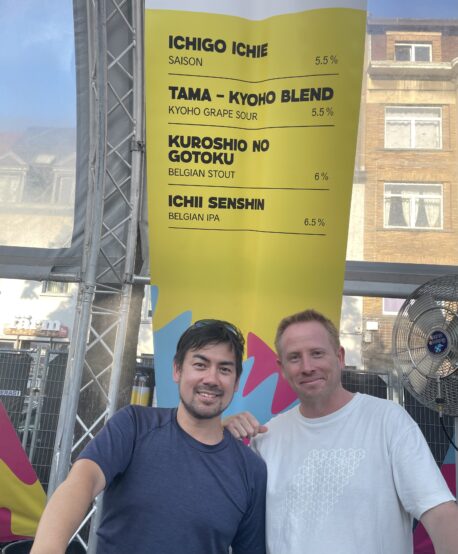 ICHIGO ICHIE
SAISON 5.5%
TAMA – KYOHO BLEND
KYOHO GRAPE SOUR 5.5%
KUROSHIO NO
GOTOKU
BELGIAN STOUT 6%
ICHII SENSHIN
BELGIAN IPA 6.5%